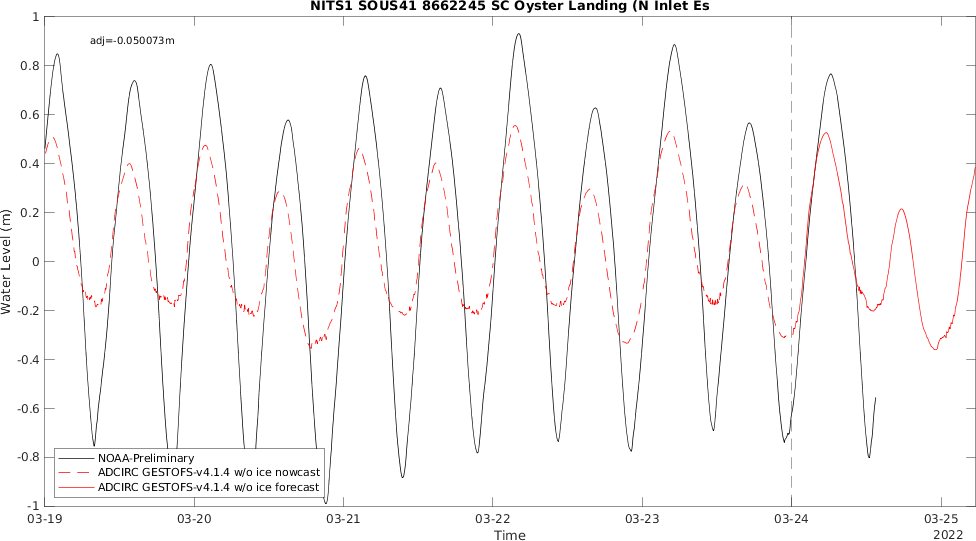 NITS1 SOUS41 8662245 SC Oyster Landing (N Inlet Es
adj=-0.050073m
Water Level (m)
1
0.8
0.6
0.4
0.2
0
-0.2
-0.4
-0.6
-0.8
-1
NOAA-Preliminary
ADCIRC GESTOFS-v4.1.4 w/o ice nowcast
ADCIRC GESTOFS-v4.1.4 w/o ice forecast
03-19 03-20 03-21 03-22 03-23 03-24 03-25
Time
2022